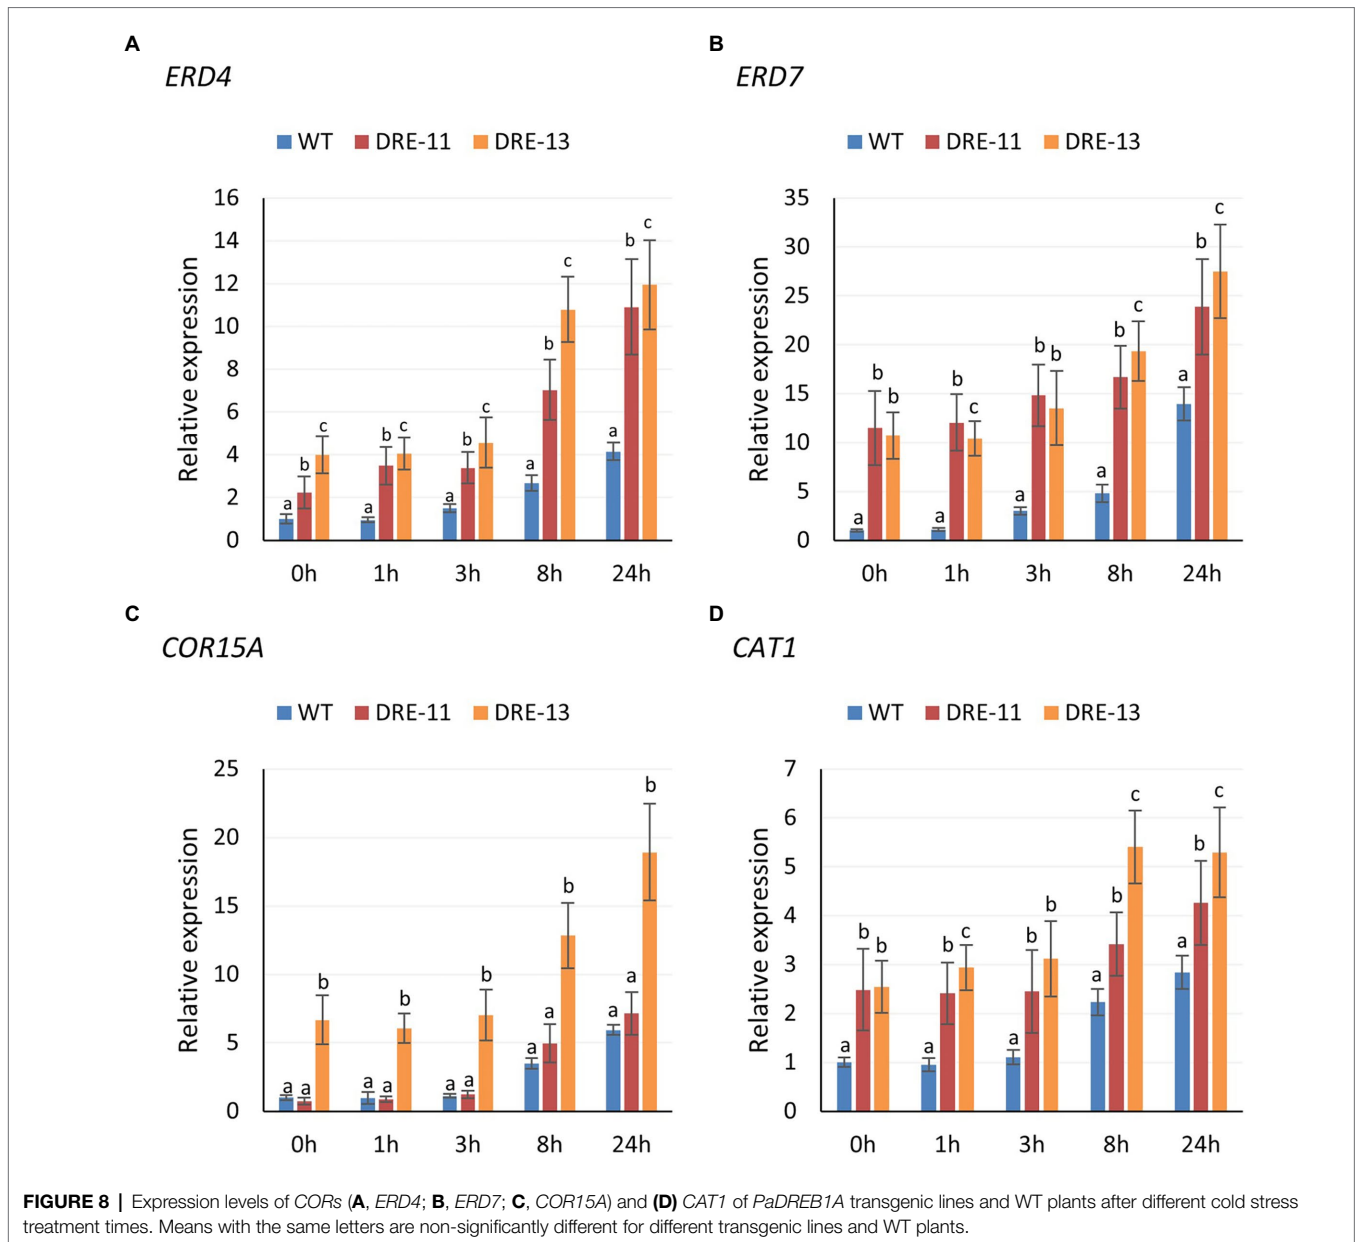 A
ERD4
WT DRE-11 DRE-13
Relative expression
16
14
12
10
8
6
4
2
0
a b c
a b c
a b c
a b c
a b c
0h 1h 3h 8h 24h
B
ERD7
WT DRE-11 DRE-13
Relative expression
35
30
25
20
15
10
5
0
a b b
a b c
a b b
a b c
a b c
0h 1h 3h 8h 24h
C
COR15A
WT DRE-11 DRE-13
Relative expression
25
20
15
10
5
0
a a b
a a b
a a b
a a b
a a b
0h 1h 3h 8h 24h
D
CAT1
WT DRE-11 DRE-13
Relative expression
7
6
5
4
3
2
1
0
a b b
a b c
a b b
a b c
a b c
0h 1h 3h 8h 24h
FIGURE 8 | Expression levels of CORs (A, ERD4; B, ERD7; C, COR15A) and (D) CAT1 of PaDREB1A transgenic lines and WT plants after different cold stress
treatment times. Means with the same letters are non-significantly different for different transgenic lines and WT plants.